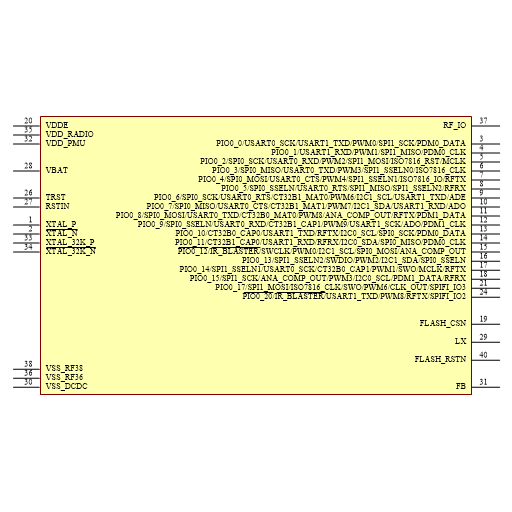 20 VDDE RF_IO 37
35 VDD_RADIO
32 VDD_PMU PIO0_0/USART0_SCK/USART1_TXD/PWM0/SPI1_SCK/PDM0_DATA 3
PIO0_1/USART1_RXD/PWM1/SPI1_MISO/PDM0_CLK 4
PIO0_2/SPI0_SCK/USART0_RXD/PWM2/SPI1_MOSI/ISO7816_RST/MCLK 5
28 VBAT PIO0_3/SPI0_MISO/USART0_TXD/PWM3/SPI1_SSELN0/ISO7816_CLK 6
PIO0_4/SPI0_MOSI/USART0_CTS/PWM4/SPI1_SSELN1/ISO7816_IO/RFTX 7
PIO0_5/SPI0_SSELN/USART0_RTS/SPI1_MISO/SPI1_SSELN2/RFRX 8
26 TRST PIO0_6/SPI0_SCK/USART0_RTS/CT32B1_MAT0/PWM6/I2C1_SCL/USART1_TXD/ADE 9
27 RSTIN PIO0_7/SPI0_MISO/USART0_CTS/CT32B1_MAT1/PWM7/I2C1_SDA/USART1_RXD/ADO 10
PIO0_8/SPI0_MOSI/USART0_TXD/CT32B0_MAT0/PWM8/ANA_COMP_OUT/RFTX/PDM1_DATA 11
1 XTAL_P PIO0_9/SPI0_SSELN/USART0_RXD/CT32B1_CAP1/PWM9/USART1_SCK/ADO/PDM1_CLK 12
2 XTAL_N PIO0_10/CT32B0_CAP0/USART1_TXD/RFTX/I2C0_SCL/SPI0_SCK/PDM0_DATA 13
33 XTAL_32K_P PIO0_11/CT32B1_CAP0/USART1_RXD/RFRX/I2C0_SDA/SPI0_MISO/PDM0_CLK 14
34 XTAL_32K_N PIO0_12/IR_BLASTER/SWCLK/PWM0/I2C1_SCL/SPI0_MOSI/ANA_COMP_OUT 15
PIO0_13/SPI1_SSELN2/SWDIO/PWM2/I2C1_SDA/SPI0_SSELN 16
PIO0_14/SPI1_SSELN1/USART0_SCK/CT32B0_CAP1/PWM1/SWO/MCLK/RFTX 17
PIO0_15/SPI1_SCK/ANA_COMP_OUT/PWM3/I2C0_SCL/PDM1_DATA/RFRX 18
PIO0_17/SPI1_MOSI/ISO7816_CLK/SWO/PWM6/CLK_OUT/SPIFI_IO3 21
PIO0_20/IR_BLASTER/USART1_TXD/PWM8/RFTX/SPIFI_IO2 24
FLASH_CSN 19
LX 29
FLASH_RSTN 40
38 VSS_RF38
36 VSS_RF36
30 VSS_DCDC FB 31